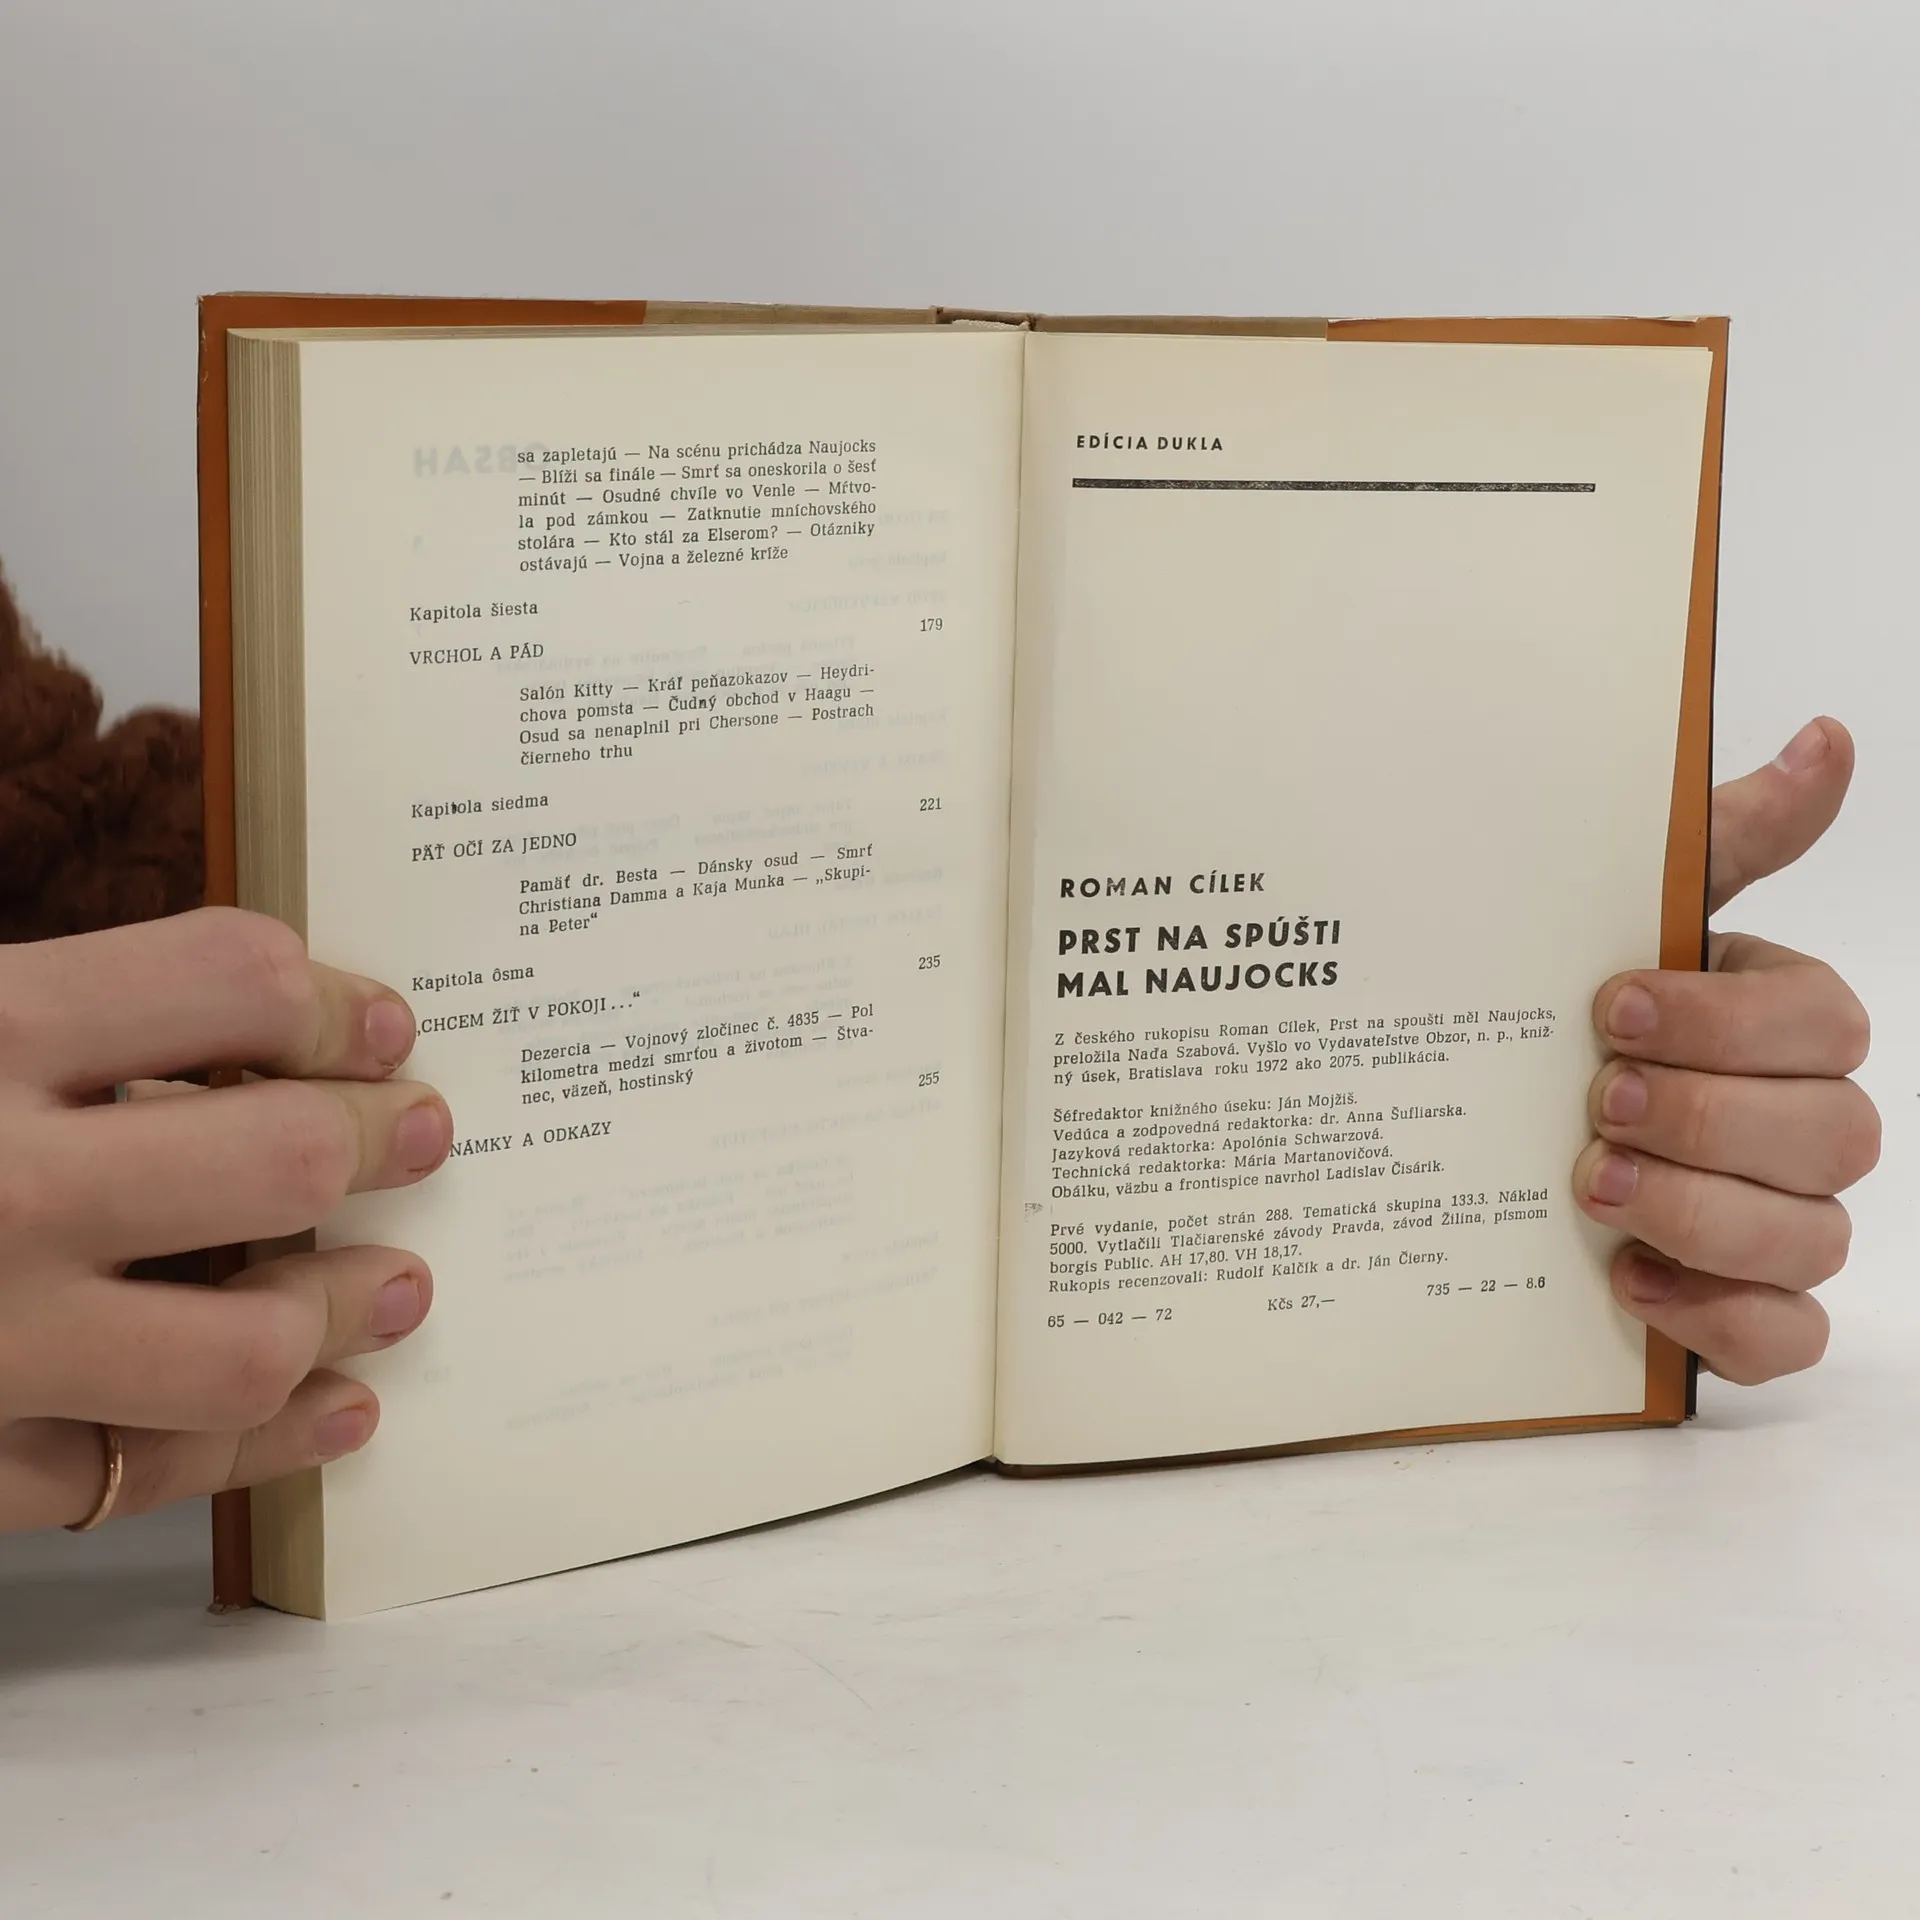 sa zapletajú — Na scénu prichádza Naujocks
— Blíži sa finále — Smrť sa oneskorila o šesť
minút — Osudné chvíle vo Venle — Mŕtvo-
la pod zámkou — Zatknutie mníchovského
stolára — Kto stál za Elserom? — Otázniky
ostávajú — Vojna a železné kríže
Kapitola šiesta
VRCHOL A PÁD 179
Salón Kitty — Kráľ peňazokazov — Heydri-
chova pomsta — Čudný obchod v Haagu —
Osud sa nenaplnil pri Chersone — Postrach
čierneho trhu
Kapitola siedma
PÄŤ OČÍ ZA JEDNO 221
Pamäť dr. Besta — Dánsky osud — Smrť
Christiana Damma a Kaja Munka — „Skupi-
na Peter“
Kapitola ôsma
„CHCEM ŽIŤ V POKOJI...“ 235
Dezercia — Vojnový zločinec č. 4835 — Pol
kilometra medzi smrťou a životom — Štva-
nec, väzeň, hostinský
NÁMKY A ODKAZY 255
EDÍCIA DUKLA
ROMAN CÍLEK
PRST NA SPÚŠTI
MAL NAUJOCKS
Z českého rukopisu Roman Cílek, Prst na spoušti měl Naujocks,
preložila Naďa Szabová. Vyšlo vo Vydavateľstve Obzor, n. p., kniž-
ný úsek, Bratislava roku 1972 ako 2075. publikácia.
Šéfredaktor knižného úseku: Ján Mojžiš.
Vedúca a zodpovedná redaktorka: dr. Anna Šufliarska.
Jazyková redaktorka: Apolónia Schwarzová.
Technická redaktorka: Mária Martanovičová.
Obálku, väzbu a frontispice navrhol Ladislav Čisárik.
Prvé vydanie, počet strán 288. Tematická skupina 133.3. Náklad
5000. Vytlačili Tlačiarenské závody Pravda, závod Žilina, písmom
borgis Public. AH 17,80. VH 18,17.
Rukopis recenzovali: Rudolf Kalčík a dr. Ján Čierny.
65 — 042 — 72 Kčs 27,— 735 — 22 — 8.6